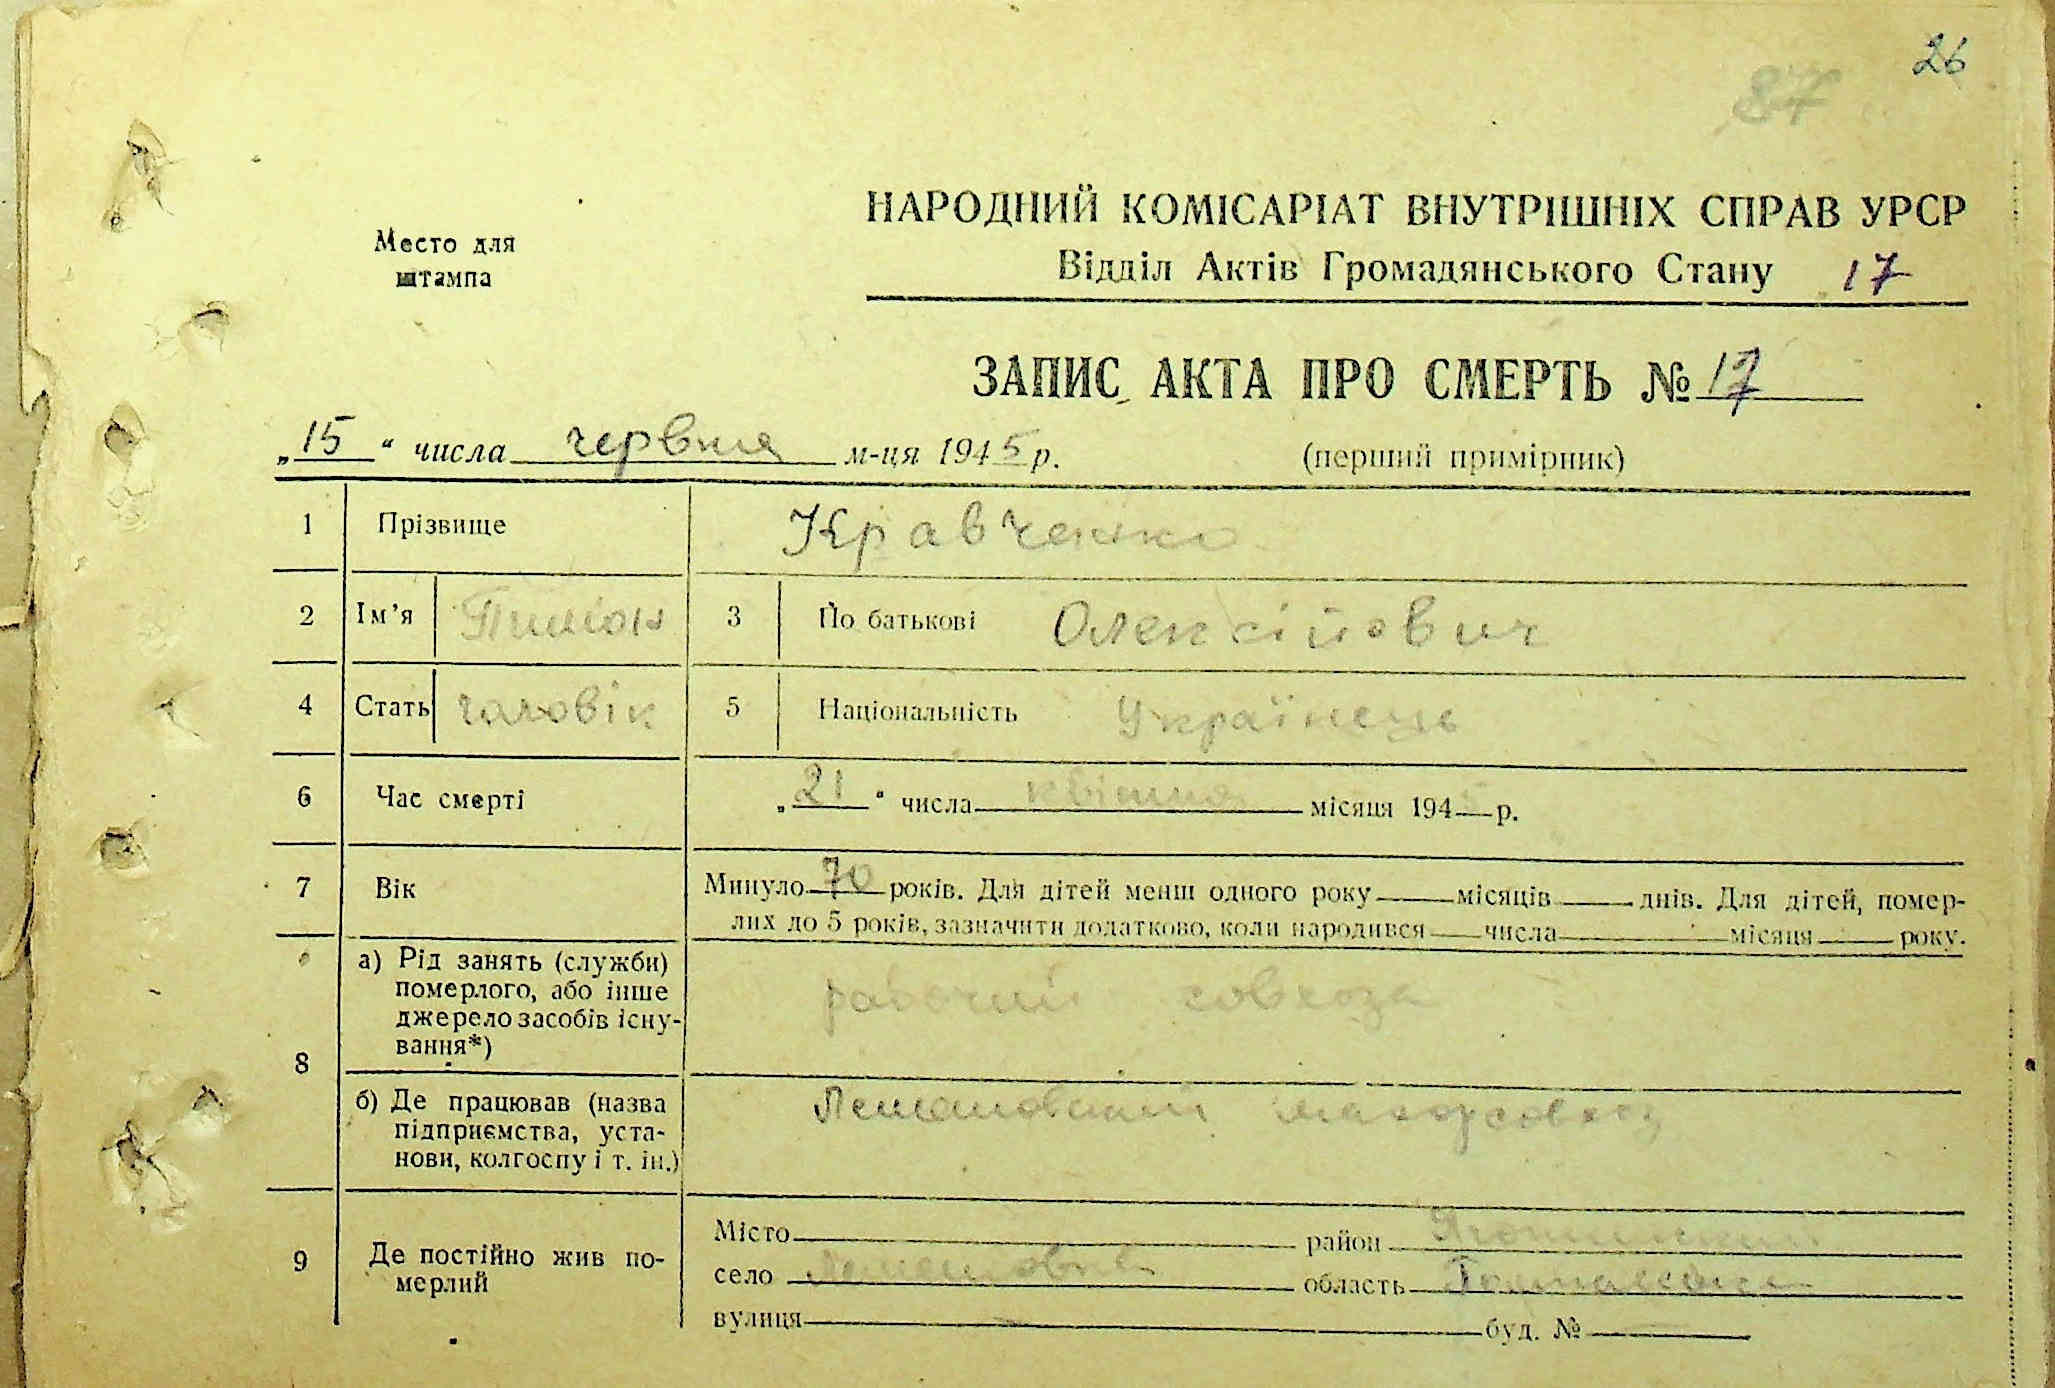 26
87
Место для
штампа
НАРОДНИЙ КОМІСАРІАТ ВНУТРІШНІХ СПРАВ УРСР
Відділ Актів Громадянського Стану 17
ЗАПИС АКТА ПРО СМЕРТЬ № 17
„15“ числа червня м-ця 1945 р. (перший примірник)
1 Прізвище Кравченко
2 Ім’я 3 По батькові Олексійович
4 Стать чоловік 5 Національність Українець
6 Час смерті „21“ числа квітня місяця 1945 р.
7 Вік Минуло 70 років. Для дітей менш одного року місяців днів. Для дітей, помер-
лих до 5 років, зазначити додатково, коли народився числа місяця року.
8 а) Рід занять (служби)
померлого, або інше
джерело засобів існу-
вання*) рабочий совхоза
б) Де працював (назва
підприємства, уста-
нови, колгоспу і т. ін.)
9 Де постійно жив по-
мерлий
Місто район
село область Полтавська
вулиця буд. №